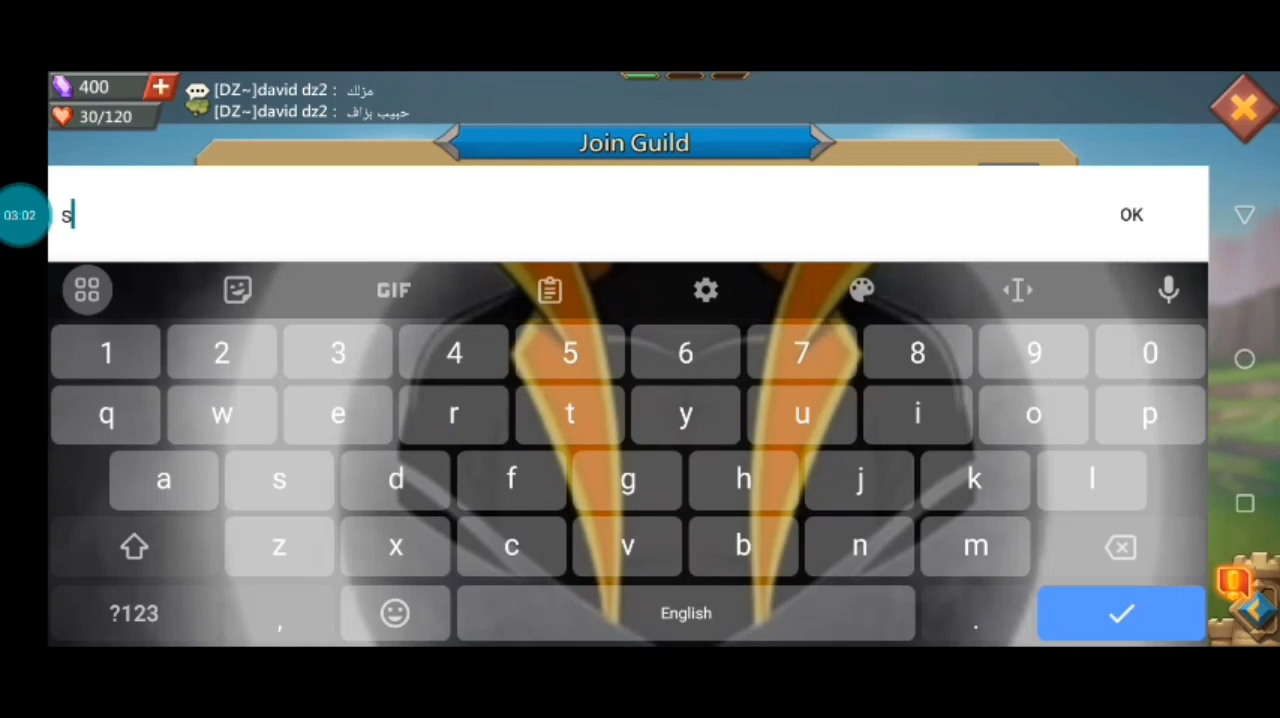 400
30/120
[DZ~]david dz2 : مزلك
[DZ~]david dz2 : حبيب بزاف
Join Guild
03:02
s
OK
GIF
1 2 3 4 5 6 7 8 9 0
q w e r t y u i o p
a s d f g h j k l
z x c v b n m
?123 , English .